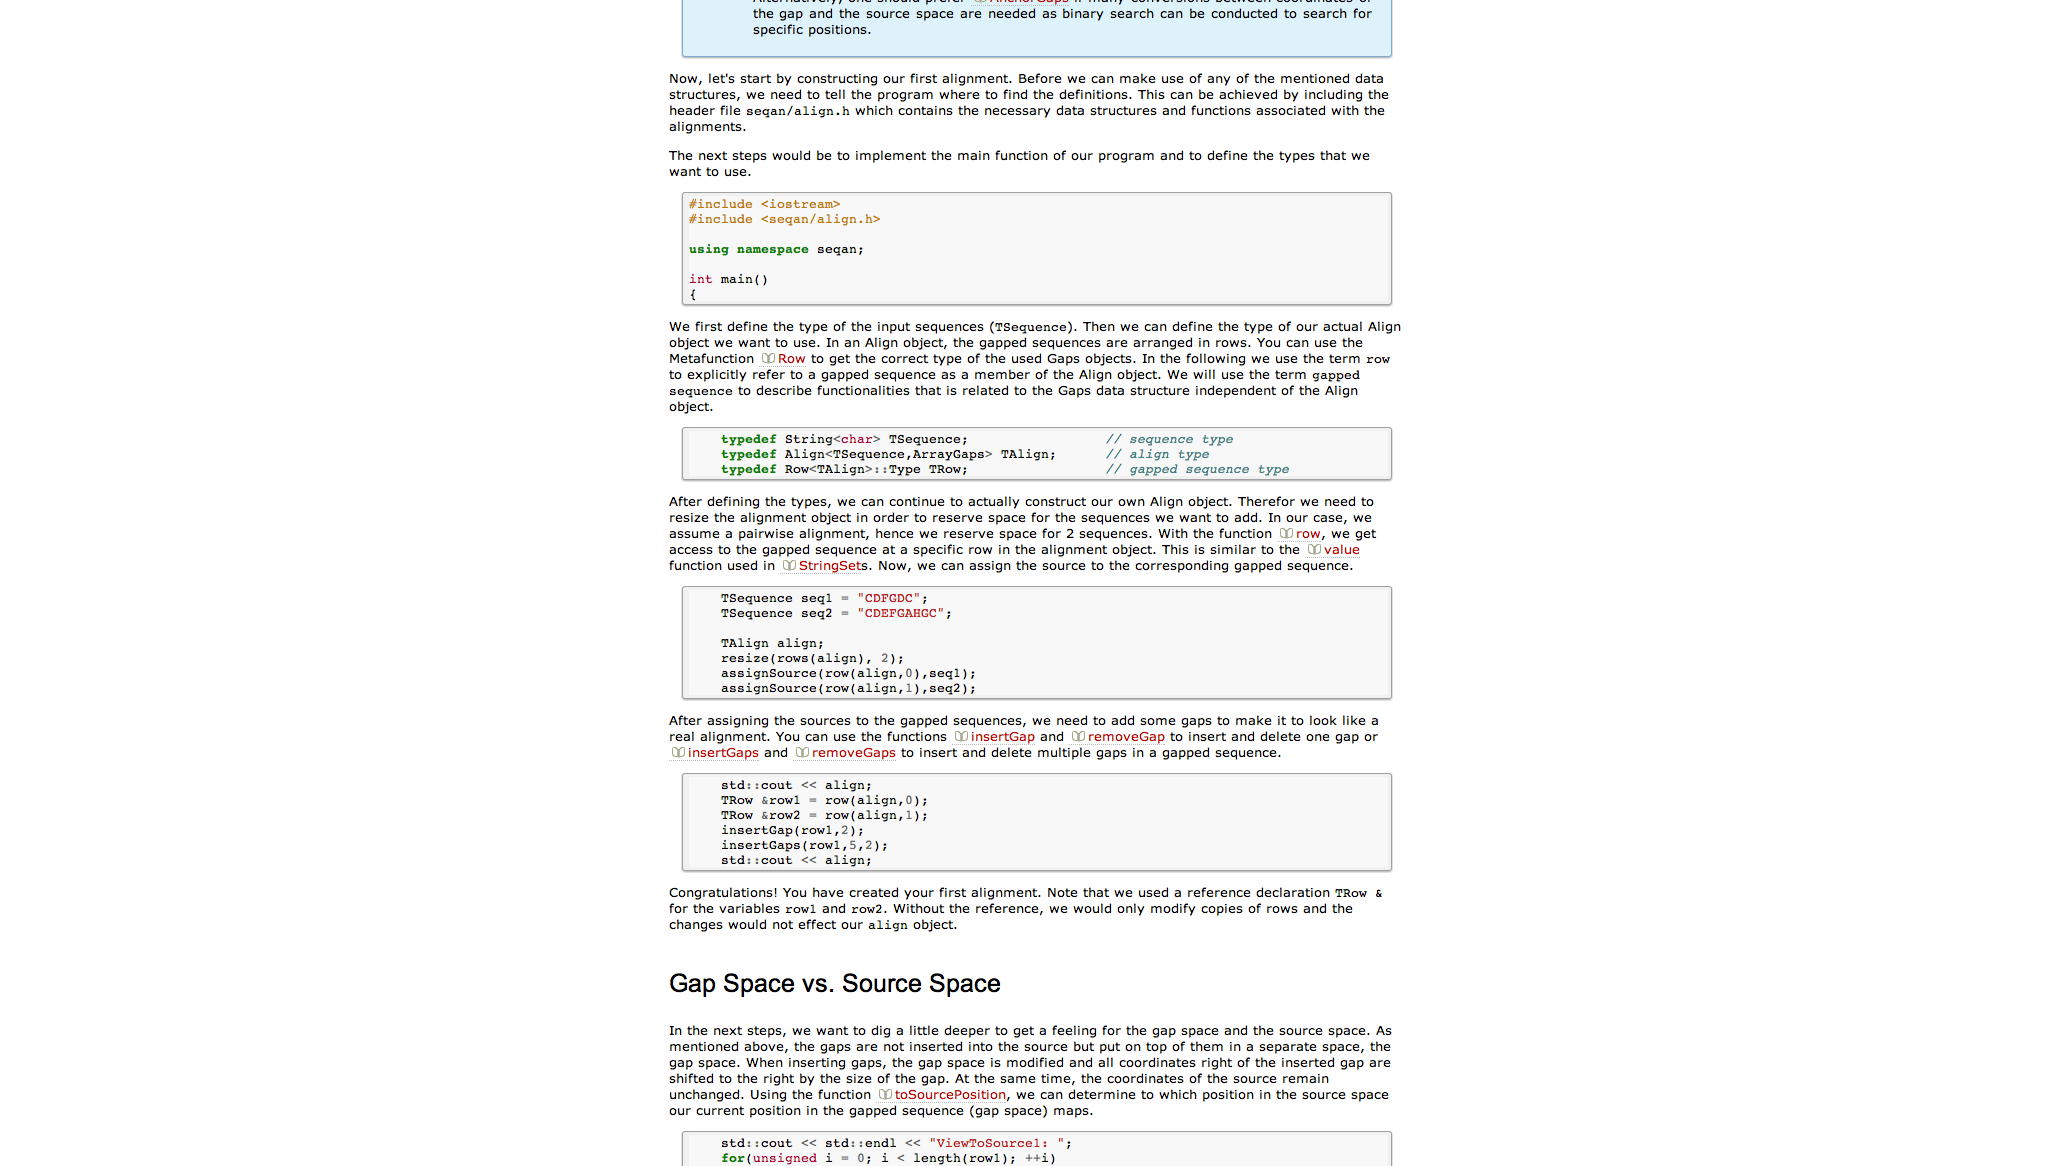 Alternatively, one should prefer AnchorGaps if many conversions between coordinates of
the gap and the source space are needed as binary search can be conducted to search for
specific positions.
Now, let's start by constructing our first alignment. Before we can make use of any of the mentioned data
structures, we need to tell the program where to find the definitions. This can be achieved by including the
header file seqan/align.h which contains the necessary data structures and functions associated with the
alignments.
The next steps would be to implement the main function of our program and to define the types that we
want to use.
#include <iostream>
#include <seqan/align.h>
using namespace seqan;
int main()
{
We first define the type of the input sequences (TSequence). Then we can define the type of our actual Align
object we want to use. In an Align object, the gapped sequences are arranged in rows. You can use the
Metafunction Row to get the correct type of the used Gaps objects. In the following we use the term row
to explicitly refer to a gapped sequence as a member of the Align object. We will use the term gapped
sequence to describe functionalities that is related to the Gaps data structure independent of the Align
object.
typedef String<char> TSequence; // sequence type
typedef Align<TSequence,ArrayGaps> TAlign; // align type
typedef Row<TAlign>::Type TRow; // gapped sequence type
After defining the types, we can continue to actually construct our own Align object. Therefor we need to
resize the alignment object in order to reserve space for the sequences we want to add. In our case, we
assume a pairwise alignment, hence we reserve space for 2 sequences. With the function row, we get
access to the gapped sequence at a specific row in the alignment object. This is similar to the value
function used in StringSets. Now, we can assign the source to the corresponding gapped sequence.
TSequence seq1 = "CDFGDC";
TSequence seq2 = "CDEFGAHGC";
TAlign align;
resize(rows(align), 2);
assignSource(row(align,0),seq1);
assignSource(row(align,1),seq2);
After assigning the sources to the gapped sequences, we need to add some gaps to make it to look like a
real alignment. You can use the functions insertGap and removeGap to insert and delete one gap or
insertGaps and removeGaps to insert and delete multiple gaps in a gapped sequence.
std::cout << align;
TRow &row1 = row(align,0);
TRow &row2 = row(align,1);
insertGap(row1,2);
insertGaps(row1,5,2);
std::cout << align;
Congratulations! You have created your first alignment. Note that we used a reference declaration TRow &
for the variables row1 and row2. Without the reference, we would only modify copies of rows and the
changes would not effect our align object.
Gap Space vs. Source Space
In the next steps, we want to dig a little deeper to get a feeling for the gap space and the source space. As
mentioned above, the gaps are not inserted into the source but put on top of them in a separate space, the
gap space. When inserting gaps, the gap space is modified and all coordinates right of the inserted gap are
shifted to the right by the size of the gap. At the same time, the coordinates of the source remain
unchanged. Using the function toSourcePosition, we can determine to which position in the source space
our current position in the gapped sequence (gap space) maps.
std::cout << std::endl << "ViewToSource1: ";
for(unsigned i = 0; i < length(row1); ++i)